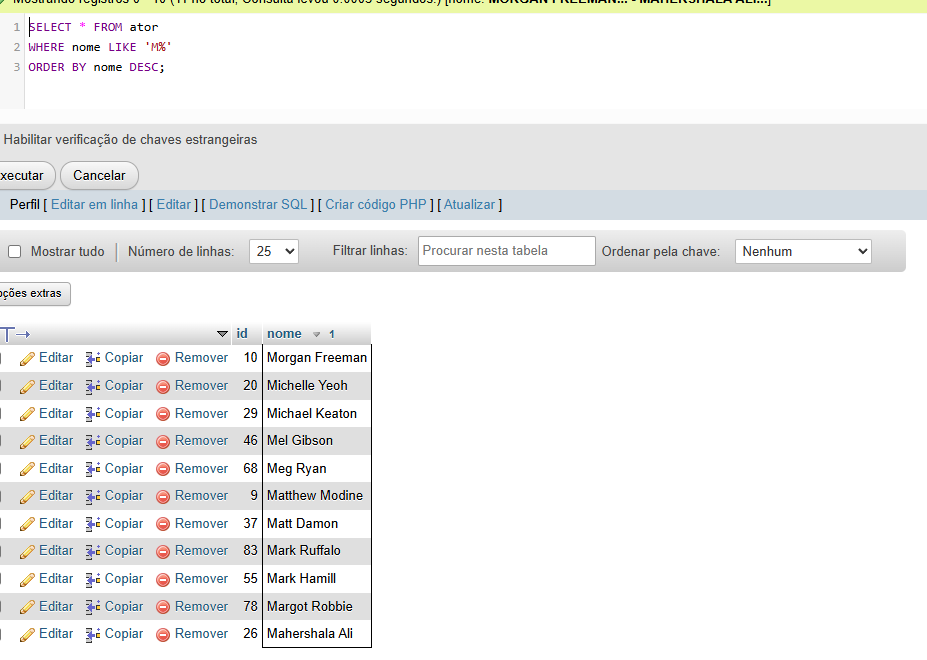 Mostrando registros 0 - 10 (11 no total, Consulta levou 0.0005 segundos.) [nome: MORGAN FREEMAN... - MAHERSHALA ALI...]
1 SELECT * FROM ator
2 WHERE nome LIKE 'M%'
3 ORDER BY nome DESC;
Habilitar verificação de chaves estrangeiras
xecutar Cancelar
Perfil [ Editar em linha ] [ Editar ] [ Demonstrar SQL ] [ Criar código PHP ] [ Atualizar ]
Mostrar tudo Número de linhas: 25 Filtrar linhas: Procurar nesta tabela Ordenar pela chave: Nenhum
pções extras
id nome 1
Editar Copiar Remover 10 Morgan Freeman
Editar Copiar Remover 20 Michelle Yeoh
Editar Copiar Remover 29 Michael Keaton
Editar Copiar Remover 46 Mel Gibson
Editar Copiar Remover 68 Meg Ryan
Editar Copiar Remover 9 Matthew Modine
Editar Copiar Remover 37 Matt Damon
Editar Copiar Remover 83 Mark Ruffalo
Editar Copiar Remover 55 Mark Hamill
Editar Copiar Remover 78 Margot Robbie
Editar Copiar Remover 26 Mahershala Ali